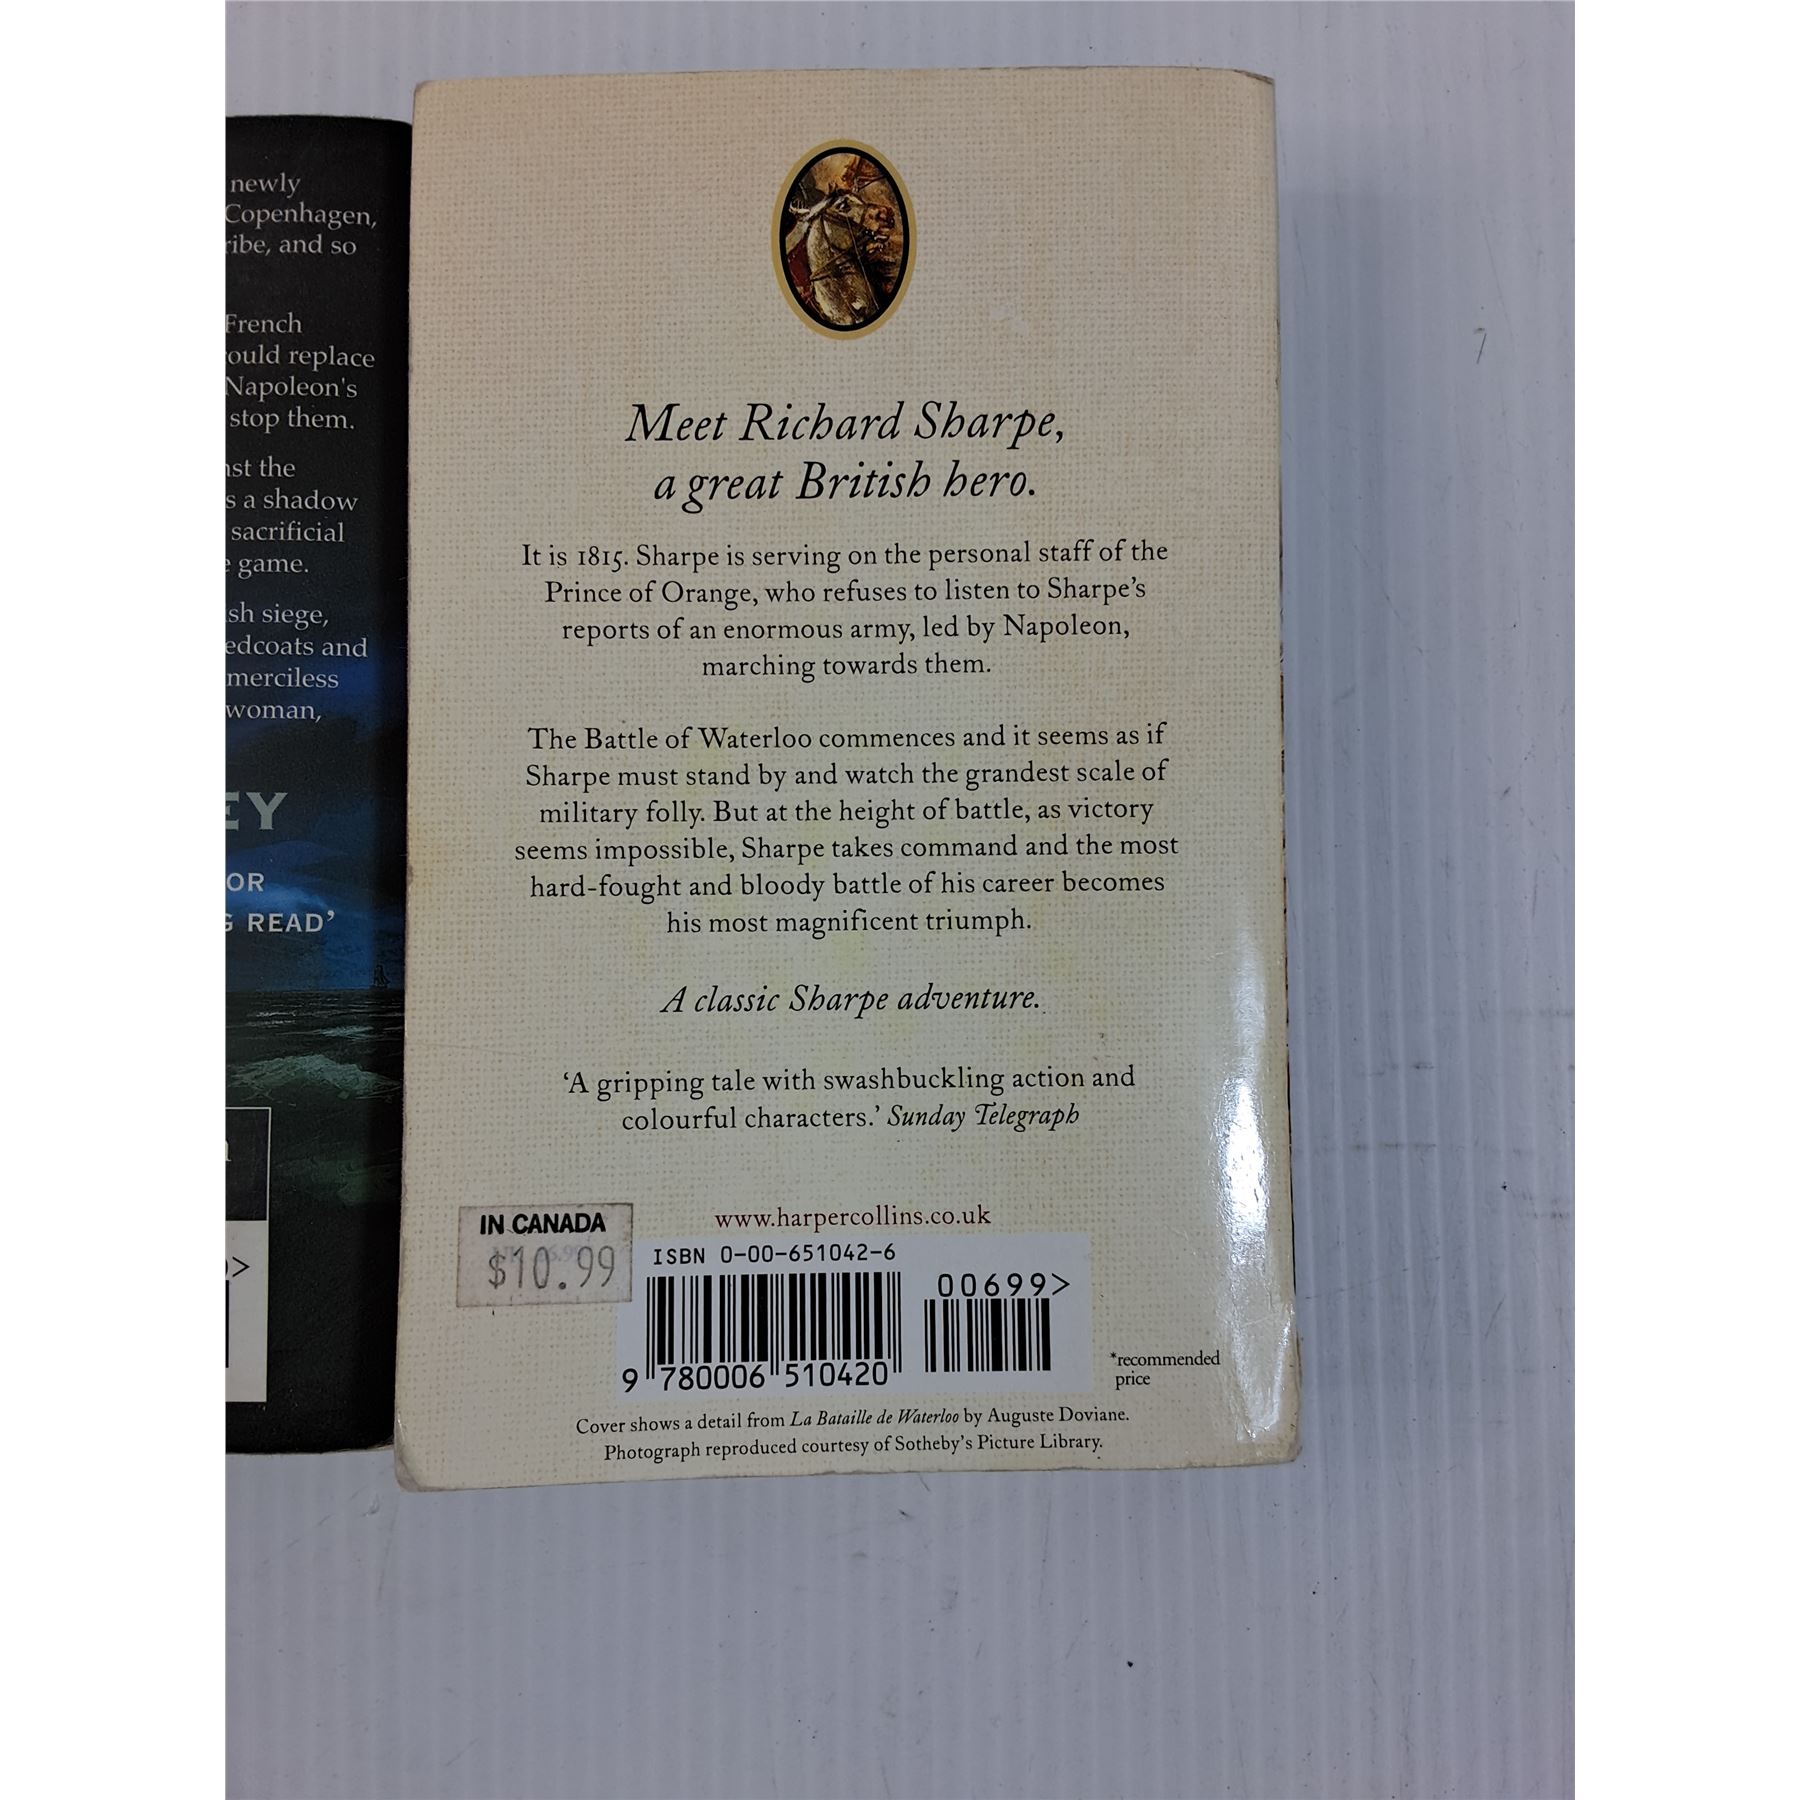 newly
Copenhagen,
and so
French
replace
Napoleon's
stop them.
the
s a shadow
sacrificial
game.
siege,
and
merciless
woman,
EY
OR
READ'
Meet Richard Sharpe,
a great British hero.
It is 1815. Sharpe is serving on the personal staff of the
Prince of Orange, who refuses to listen to Sharpe's
reports of an enormous army, led by Napoleon,
marching towards them.
The Battle of Waterloo commences and it seems as if
Sharpe must stand by and watch the grandest scale of
military folly. But at the height of battle, as victory
seems impossible, Sharpe takes command and the most
hard-fought and bloody battle of his career becomes
his most magnificent triumph.
A classic Sharpe adventure.
'A gripping tale with swashbuckling action and
colourful characters.' Sunday Telegraph
www.harpercollins.co.uk
IN CANADA
$10.99
ISBN 0-00-651042-6
00699>
9 780006 510420
*recommended
price
Cover shows a detail from La Bataille de Waterloo by Auguste Doviane.
Photograph reproduced courtesy of Sotheby's Picture Library.